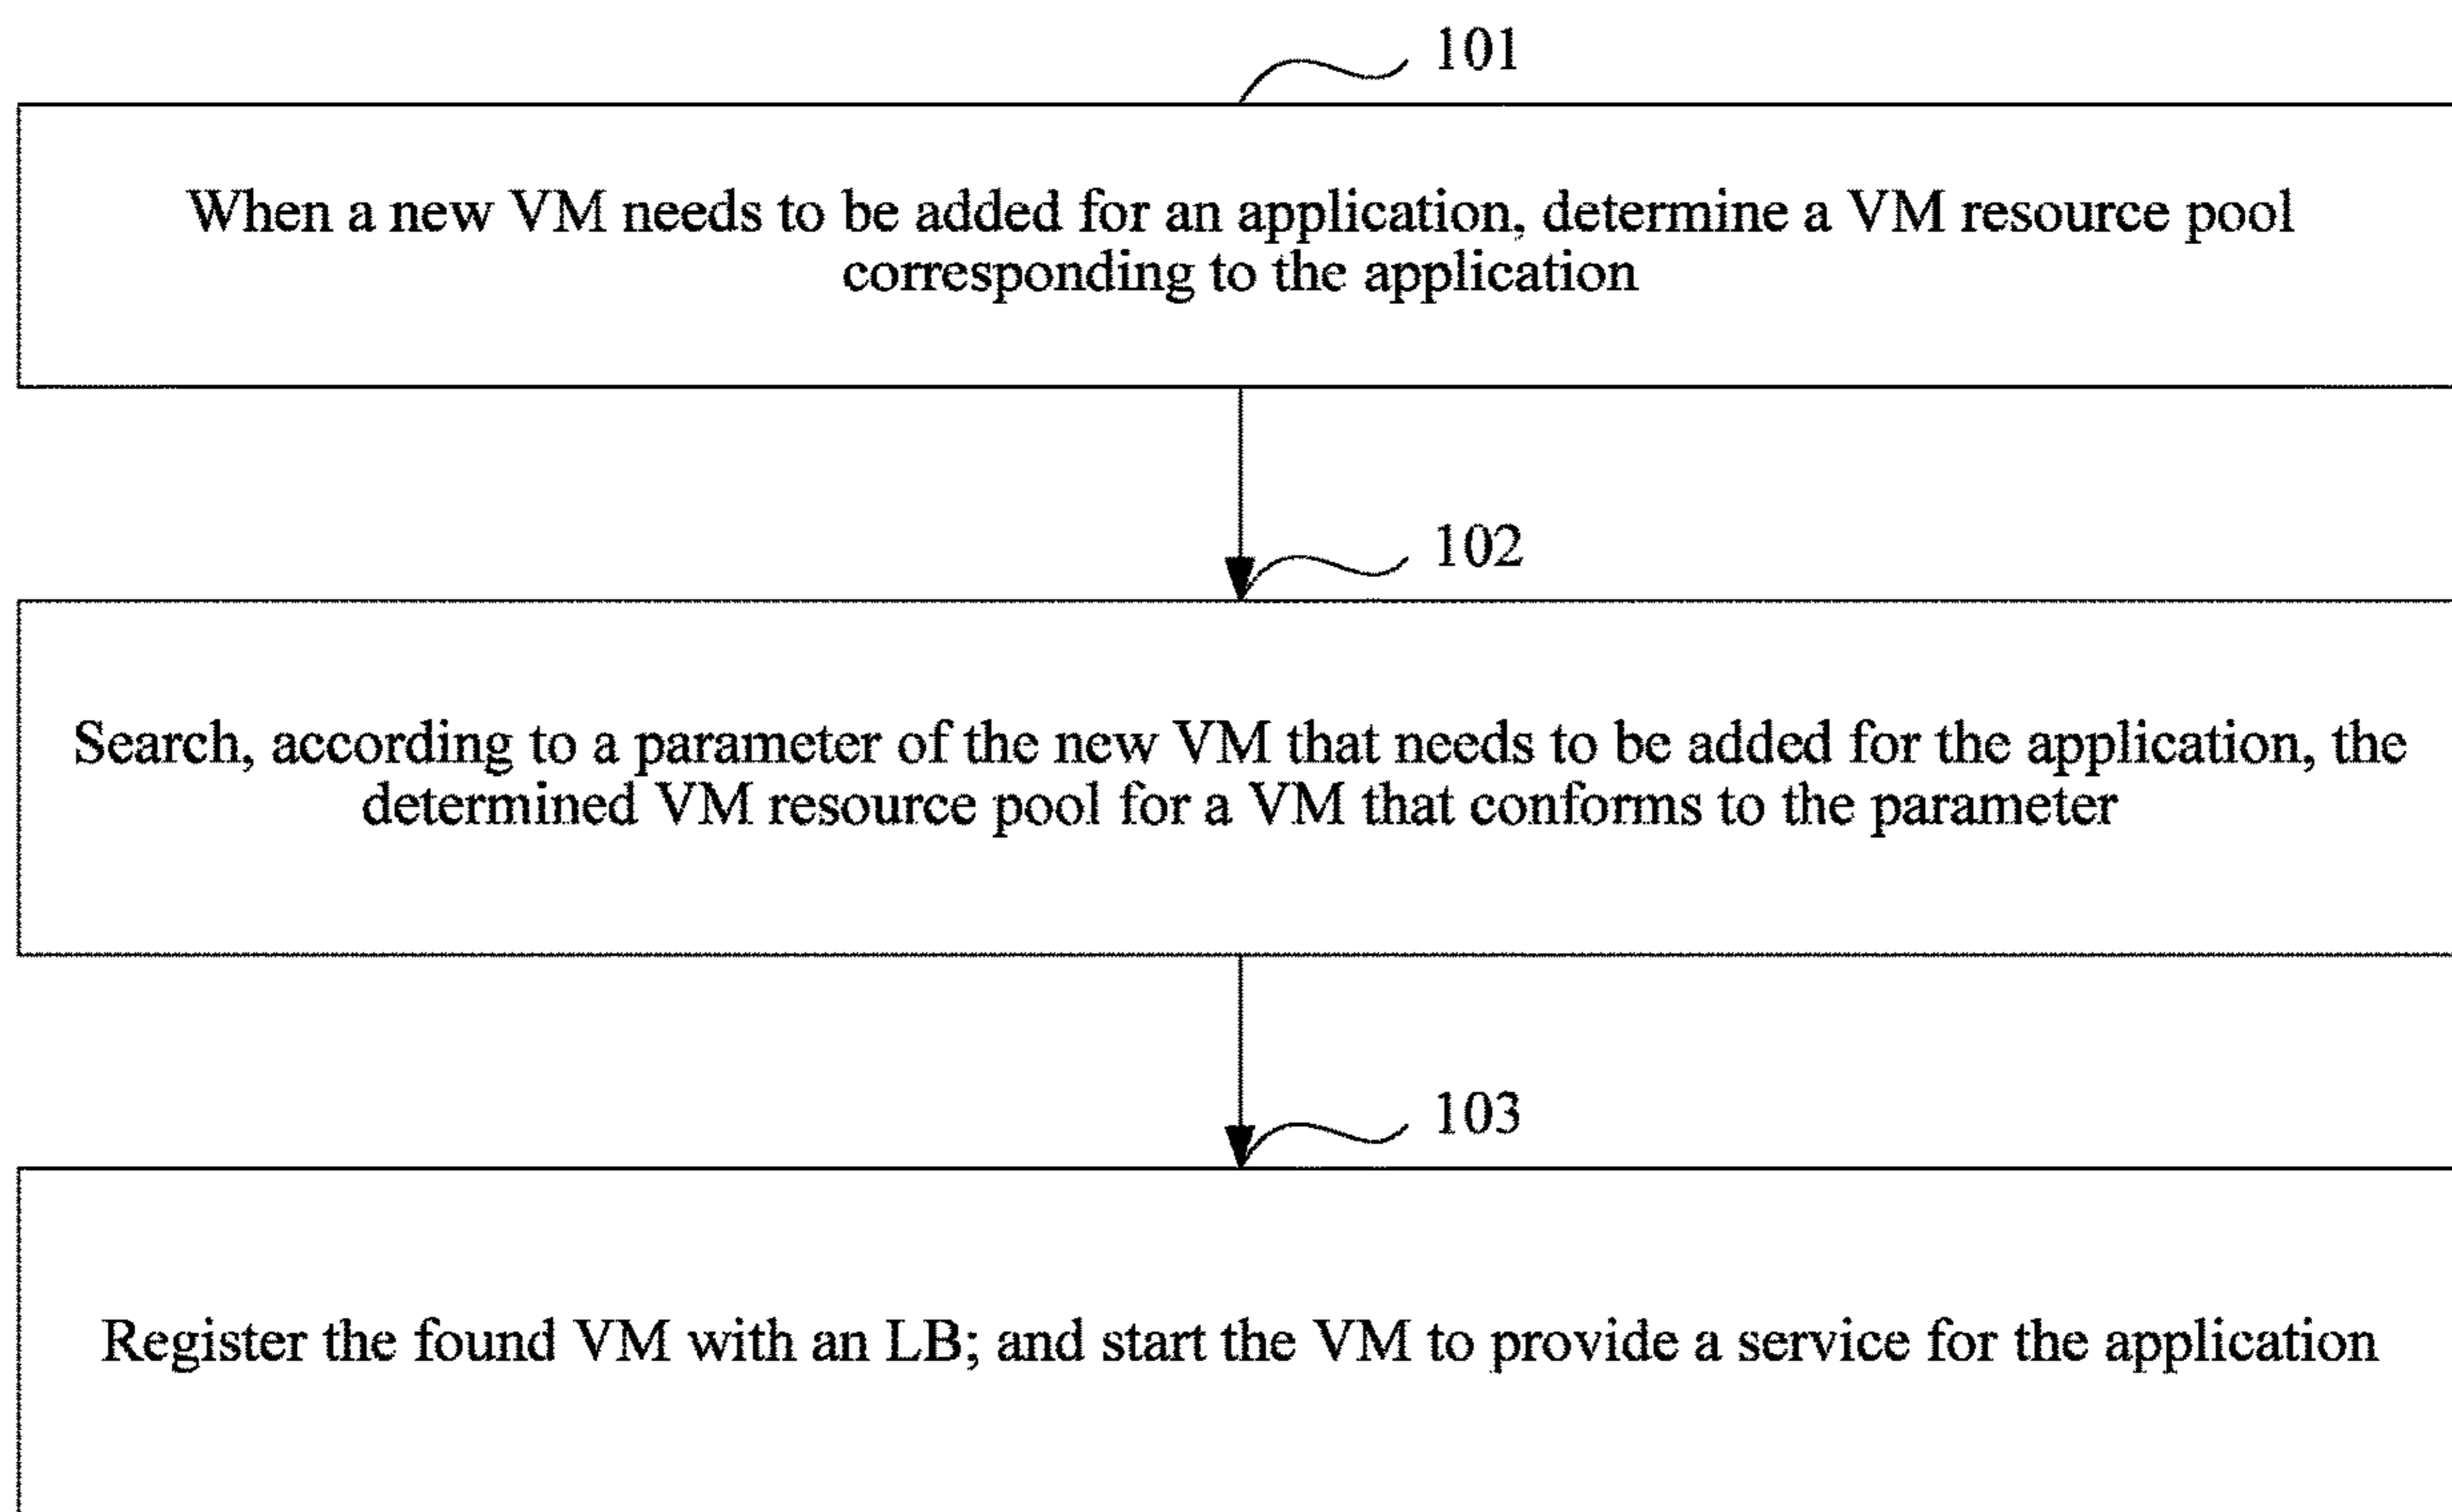 101
When a new VM needs to be added for an application, determine a VM resource pool
corresponding to the application
102
Search, according to a parameter of the new VM that needs to be added for the application, the
determined VM resource pool for a VM that conforms to the parameter
103
Register the found VM with an LB; and start the VM to provide a service for the application